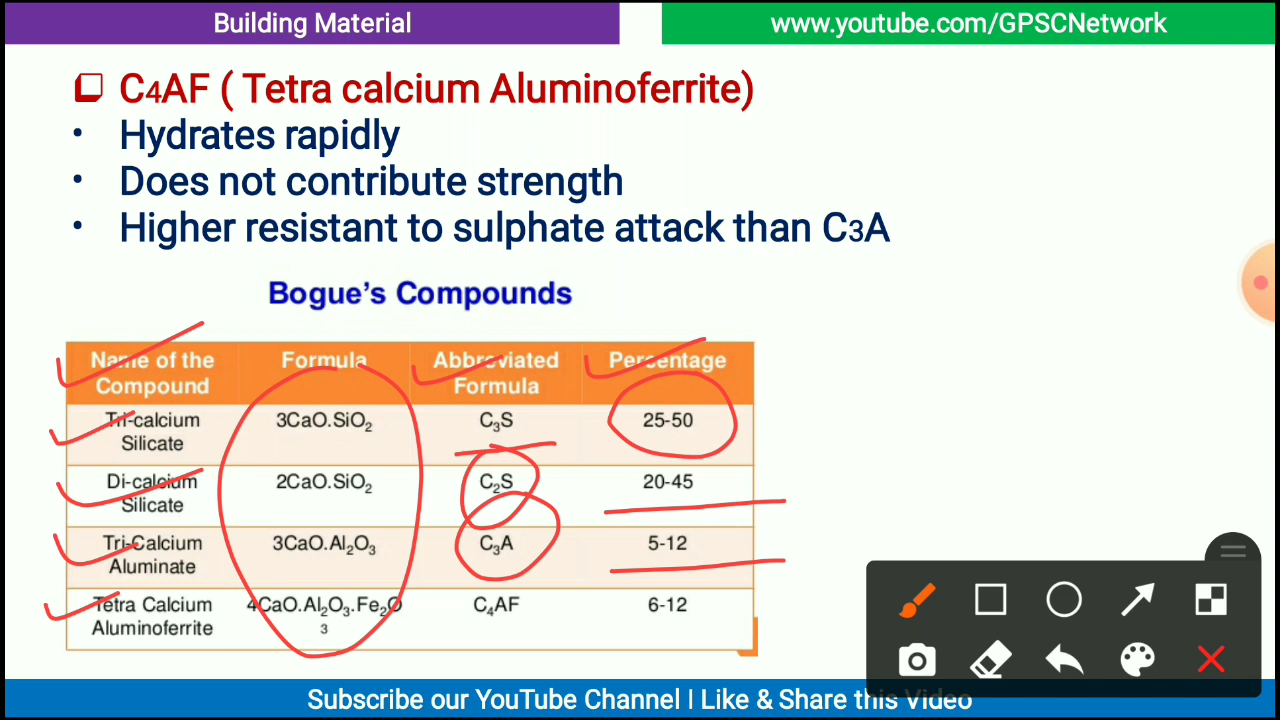 Building Material
www.youtube.com/GPSCNetwork
❑ C4AF ( Tetra calcium Aluminoferrite)
• Hydrates rapidly
• Does not contribute strength
• Higher resistant to sulphate attack than C3A
Bogue's Compounds
Name of the Compound Formula Abbreviated Formula Percentage
Tri-calcium Silicate 3CaO.SiO₂ C₃S 25-50
Di-calcium Silicate 2CaO.SiO₂ C₂S 20-45
Tri-Calcium Aluminate 3CaO.Al₂O₃ C₃A 5-12
Tetra Calcium Aluminoferrite 4CaO.Al₂O₃.Fe₂O₃ C₄AF 6-12
Subscribe our YouTube Channel I Like & Share this Video